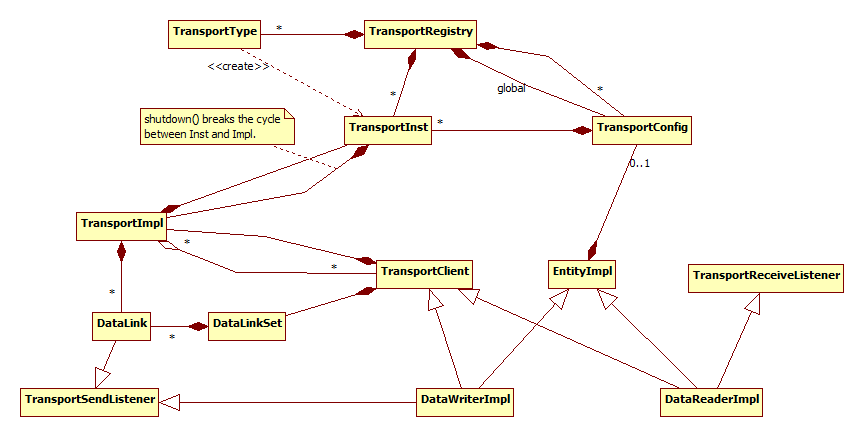 TransportType
*
TransportRegistry
<<create>>
global
*
*
shutdown() breaks the cycle
between Inst and Impl.
TransportInst
*
TransportConfig
0..1
TransportImpl
*
*
TransportClient
EntityImpl
TransportReceiveListener
*
DataLink
*
DataLinkSet
TransportSendListener
DataWriterImpl
DataReaderImpl